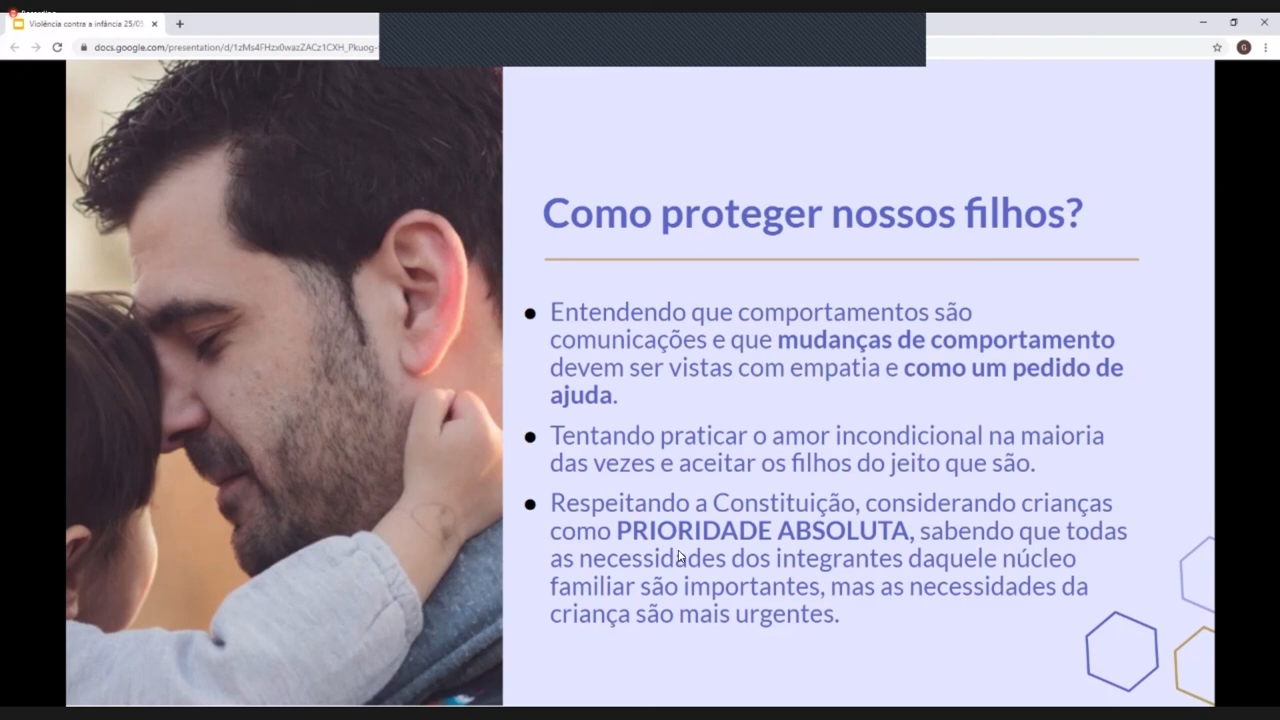 Violência contra a infância 25/05
docs.google.com/presentation/d/1zMs4FHzx0wazZACz1CXH_Pkuog-
G
Como proteger nossos filhos?
● Entendendo que comportamentos são
comunicações e que mudanças de comportamento
devem ser vistas com empatia e como um pedido de
ajuda.
● Tentando praticar o amor incondicional na maioria
das vezes e aceitar os filhos do jeito que são.
● Respeitando a Constituição, considerando crianças
como PRIORIDADE ABSOLUTA, sabendo que todas
as necessidades dos integrantes daquele núcleo
familiar são importantes, mas as necessidades da
criança são mais urgentes.